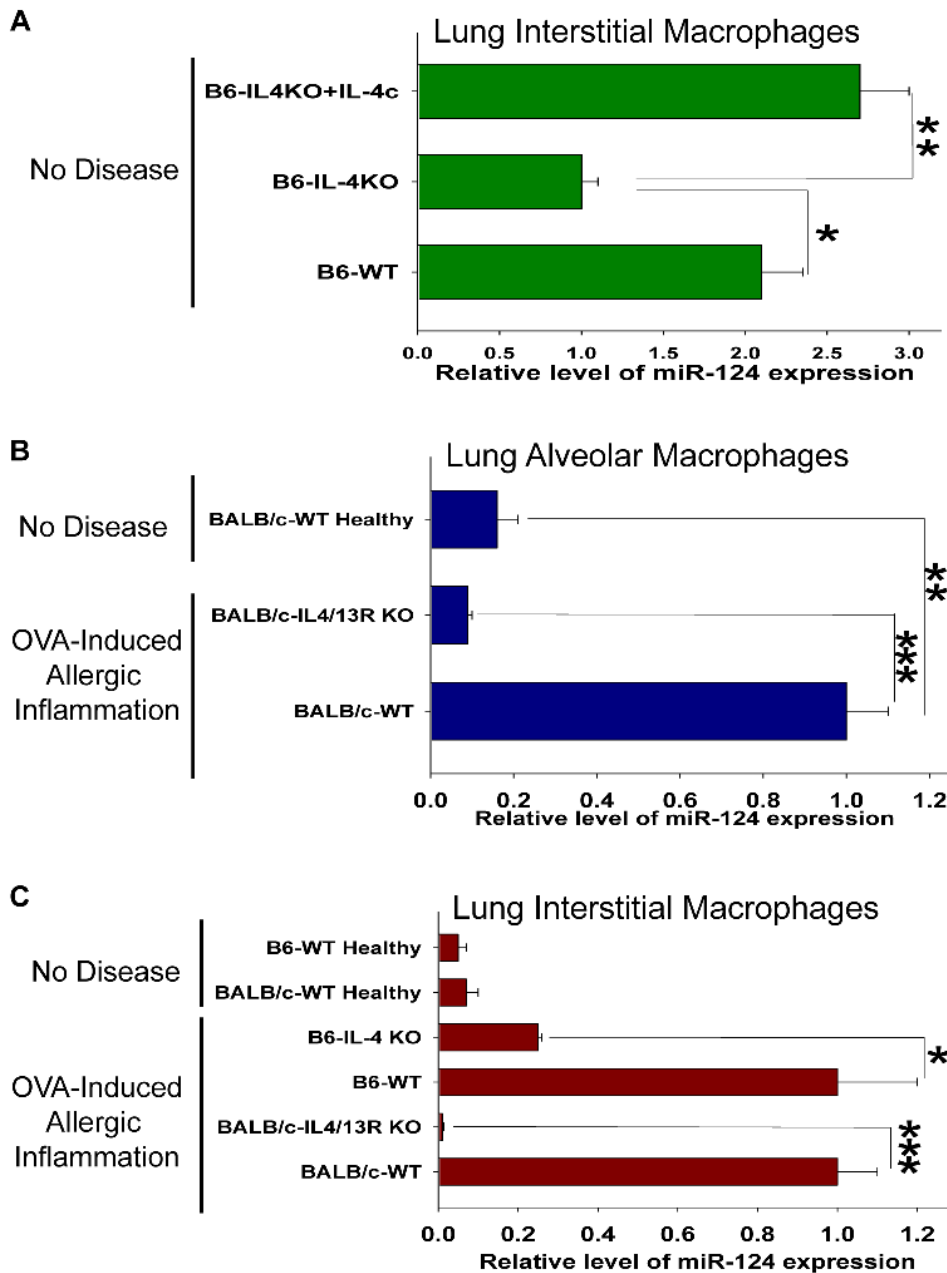 A
Lung Interstitial Macrophages
No Disease
B6-IL4KO+IL-4c
B6-IL-4KO
B6-WT
**
*
0.0 0.5 1.0 1.5 2.0 2.5 3.0
Relative level of miR-124 expression
B
Lung Alveolar Macrophages
No Disease
BALB/c-WT Healthy
OVA-Induced
Allergic
Inflammation
BALB/c-IL4/13R KO
BALB/c-WT
**
***
0.0 0.2 0.4 0.6 0.8 1.0 1.2
Relative level of miR-124 expression
C
Lung Interstitial Macrophages
No Disease
B6-WT Healthy
BALB/c-WT Healthy
OVA-Induced
Allergic
Inflammation
B6-IL-4 KO
B6-WT
BALB/c-IL4/13R KO
BALB/c-WT
*
***
0.0 0.2 0.4 0.6 0.8 1.0 1.2
Relative level of miR-124 expression